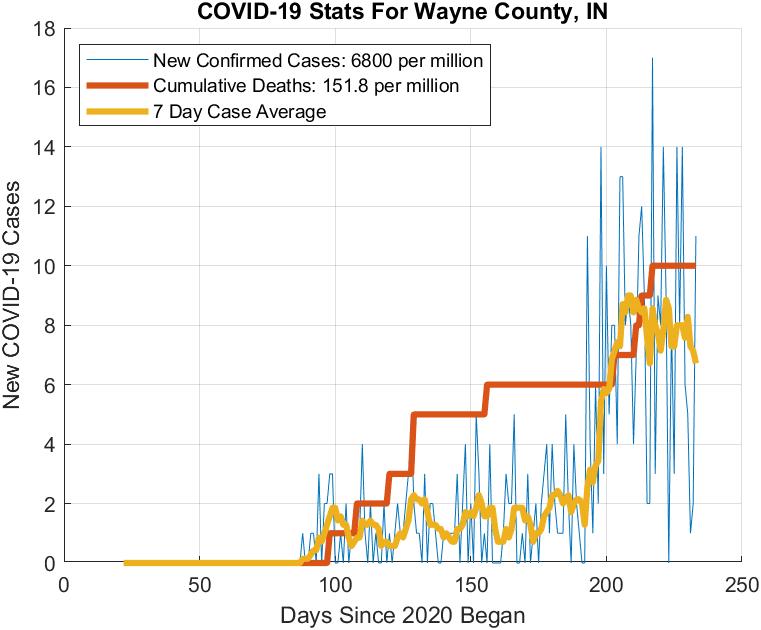 COVID-19 Stats For Wayne County, IN
New Confirmed Cases: 6800 per million
Cumulative Deaths: 151.8 per million
7 Day Case Average
New COVID-19 Cases
18
16
14
12
10
8
6
4
2
0
0 50 100 150 200 250
Days Since 2020 Began